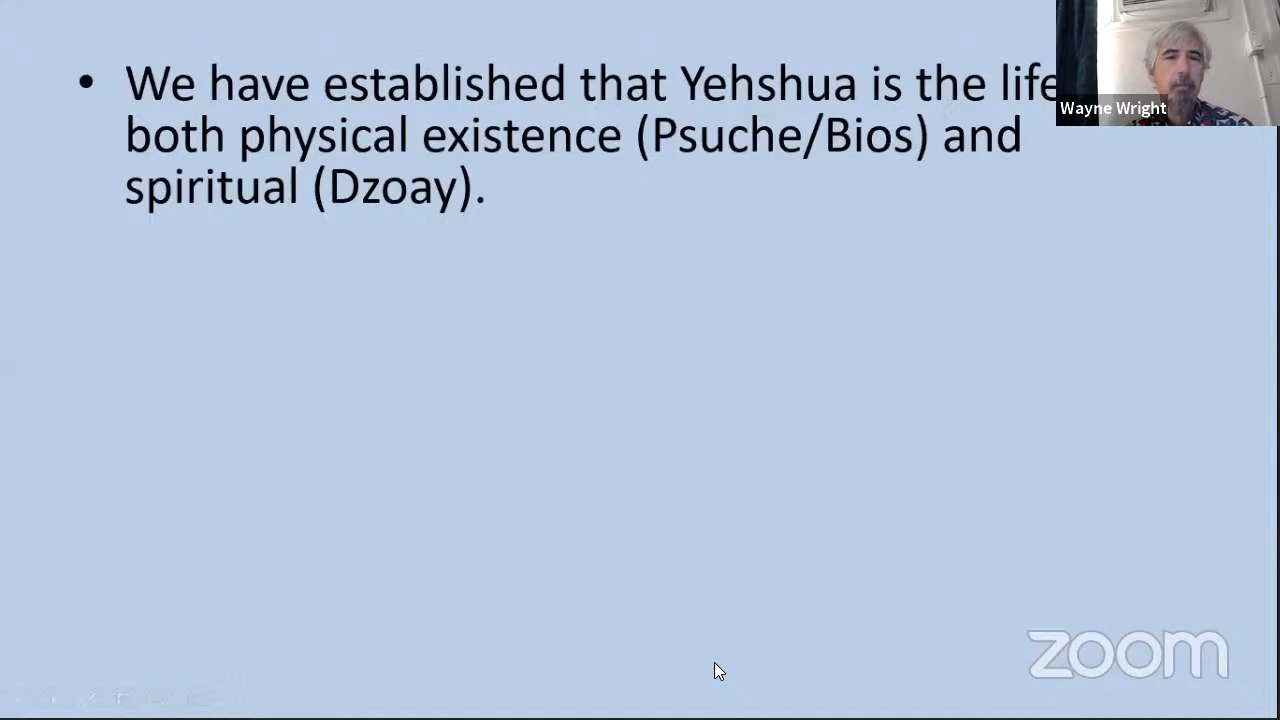 • We have established that Yehshua is the life
both physical existence (Psuche/Bios) and
spiritual (Dzoay).
Wayne Wright
zoom